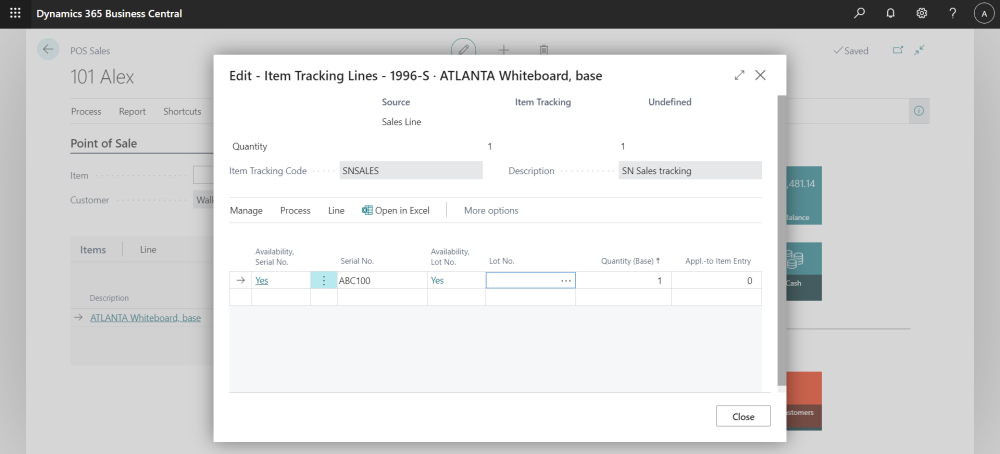 Dynamics 365 Business Central
?
A
POS Sales
Saved
101 Alex
Process Report Shortcuts
Point of Sale
Item
Customer
Items Line
Description
ATLANTA Whiteboard, base
Edit - Item Tracking Lines - 1996-S · ATLANTA Whiteboard, base
Source Item Tracking Undefined
Sales Line
Quantity 1 1
Item Tracking Code SNSALES Description SN Sales tracking
Manage Process Line Open in Excel More options
Availability, Serial No. Serial No. Availability, Lot No. Lot No. Quantity (Base) ↑ Appl.-to Item Entry
Yes ABC100 Yes ... 1 0
Close
,481.14
Balance
Cash